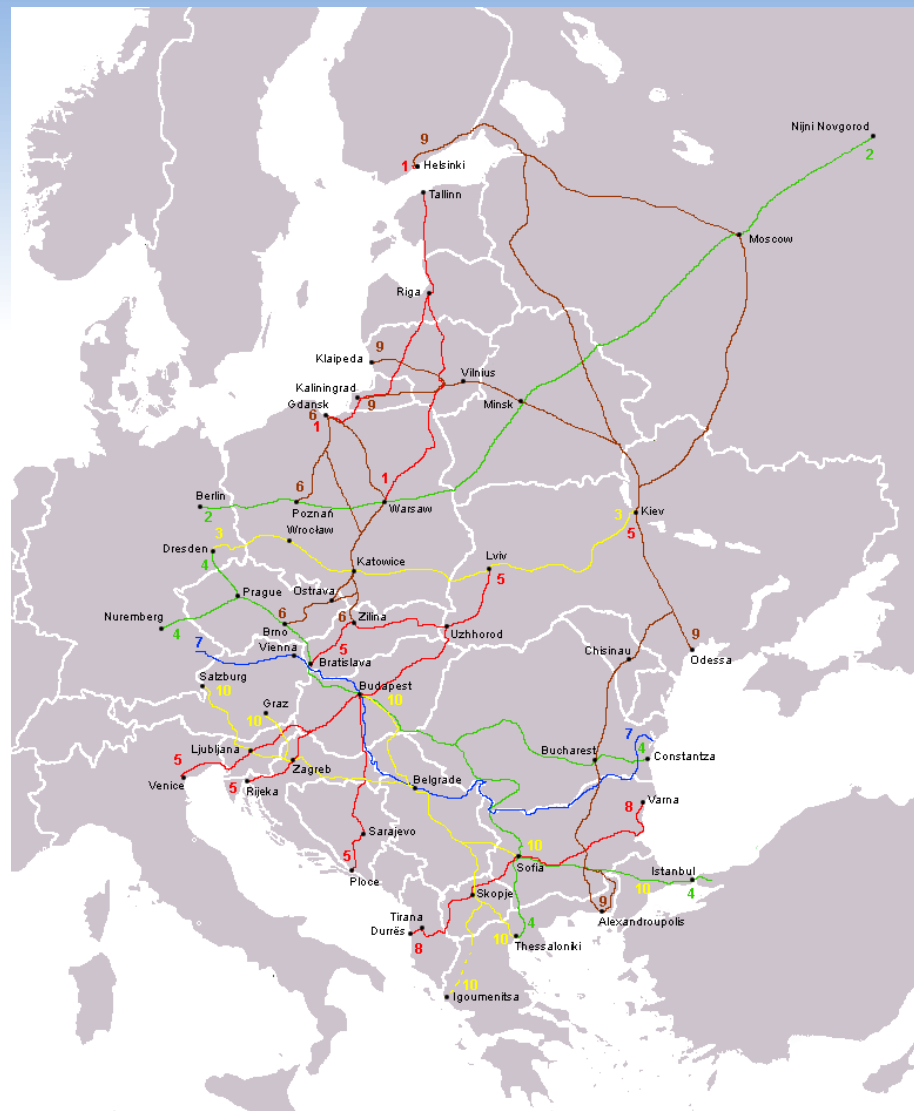 Nijni Novgorod
2
9
1
Helsinki
Tallinn
Moscow
Riga
9
Klaipeda
Vilnius
Kaliningrad
9
Minsk
Gdansk
6
1
1
6
Berlin
2
Poznań
Warsaw
3
Kiev
5
Wrocław
3
Dresden
4
Katowice
Lviv
5
Prague
Ostrava
Nuremberg
4
6
Brno
6
Zilina
Uzhhorod
9
Odessa
Chisinau
7
Vienna
5
Bratislava
Salzburg
10
Budapest
10
Graz
10
7
4
Constantza
Bucharest
Ljubljana
5
Venice
Zagreb
5
Rijeka
Belgrade
8
Varna
Sarajevo
5
Ploce
10
Sofia
Istanbul
10
4
Skopje
9
Alexandroupolis
Tirana
Durrës
8
10
4
Thessaloniki
10
Igoumenitsa